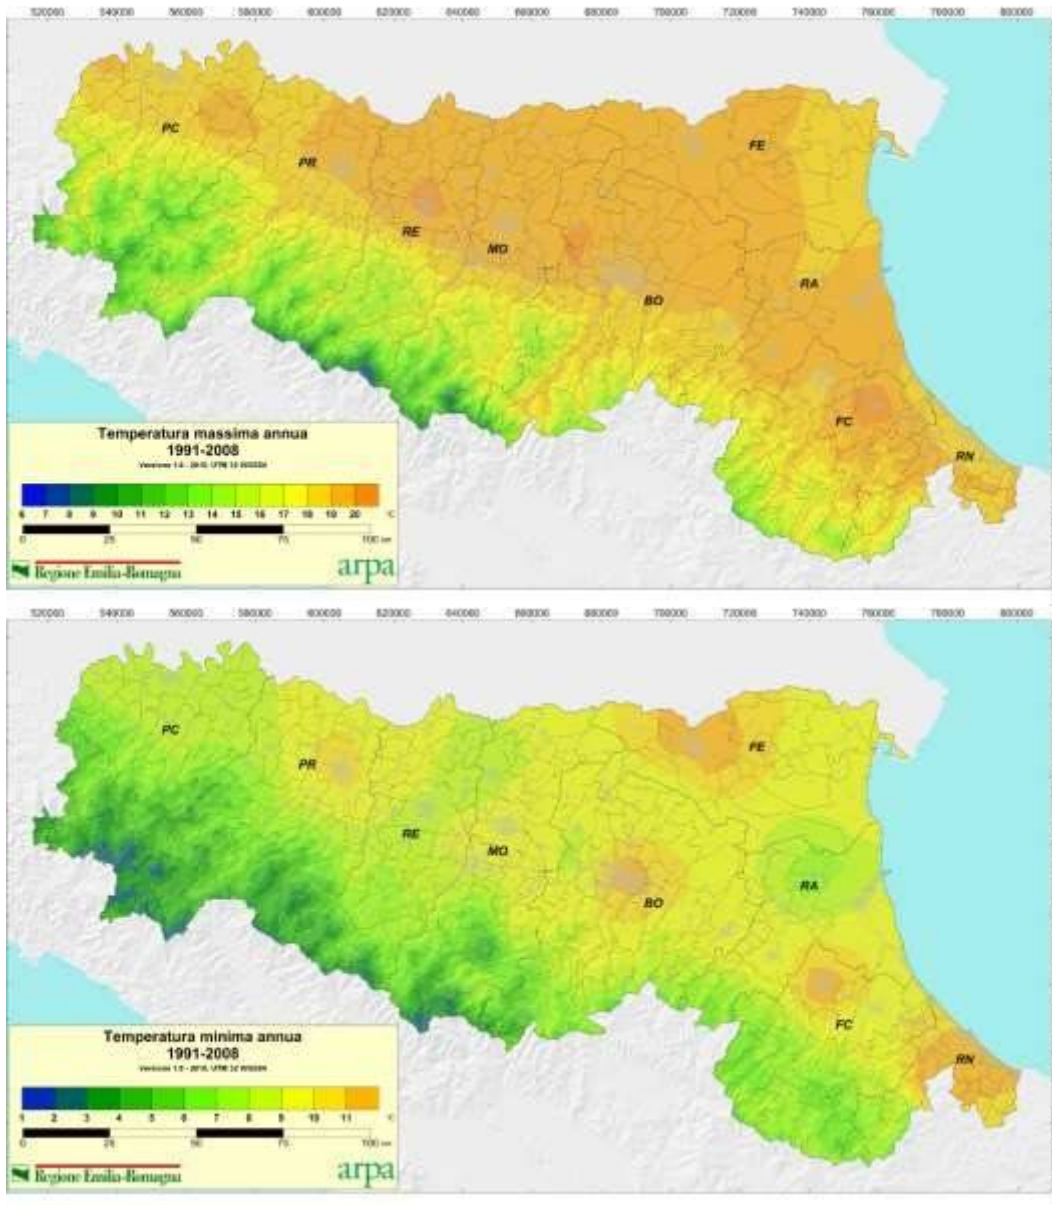 520000 540000 560000 580000 600000 620000 640000 660000 680000 700000 720000 740000 760000 780000 800000
PC
FE
PR
RE
MO
RA
BO
FC
RN
Temperatura massima annua
1991-2008
6 7 8 9 10 11 12 13 14 15 16 17 18 19 20 °C
0 25 50 75 100 km
Regione Emilia-Romagna
arpa
520000 540000 560000 580000 600000 620000 640000 660000 680000 700000 720000 740000 760000 780000 800000
PC
FE
PR
RE
MO
RA
BO
FC
RN
Temperatura minima annua
1991-2008
1 2 3 4 5 6 7 8 9 10 11 °C
0 25 50 75 100 km
Regione Emilia-Romagna
arpa